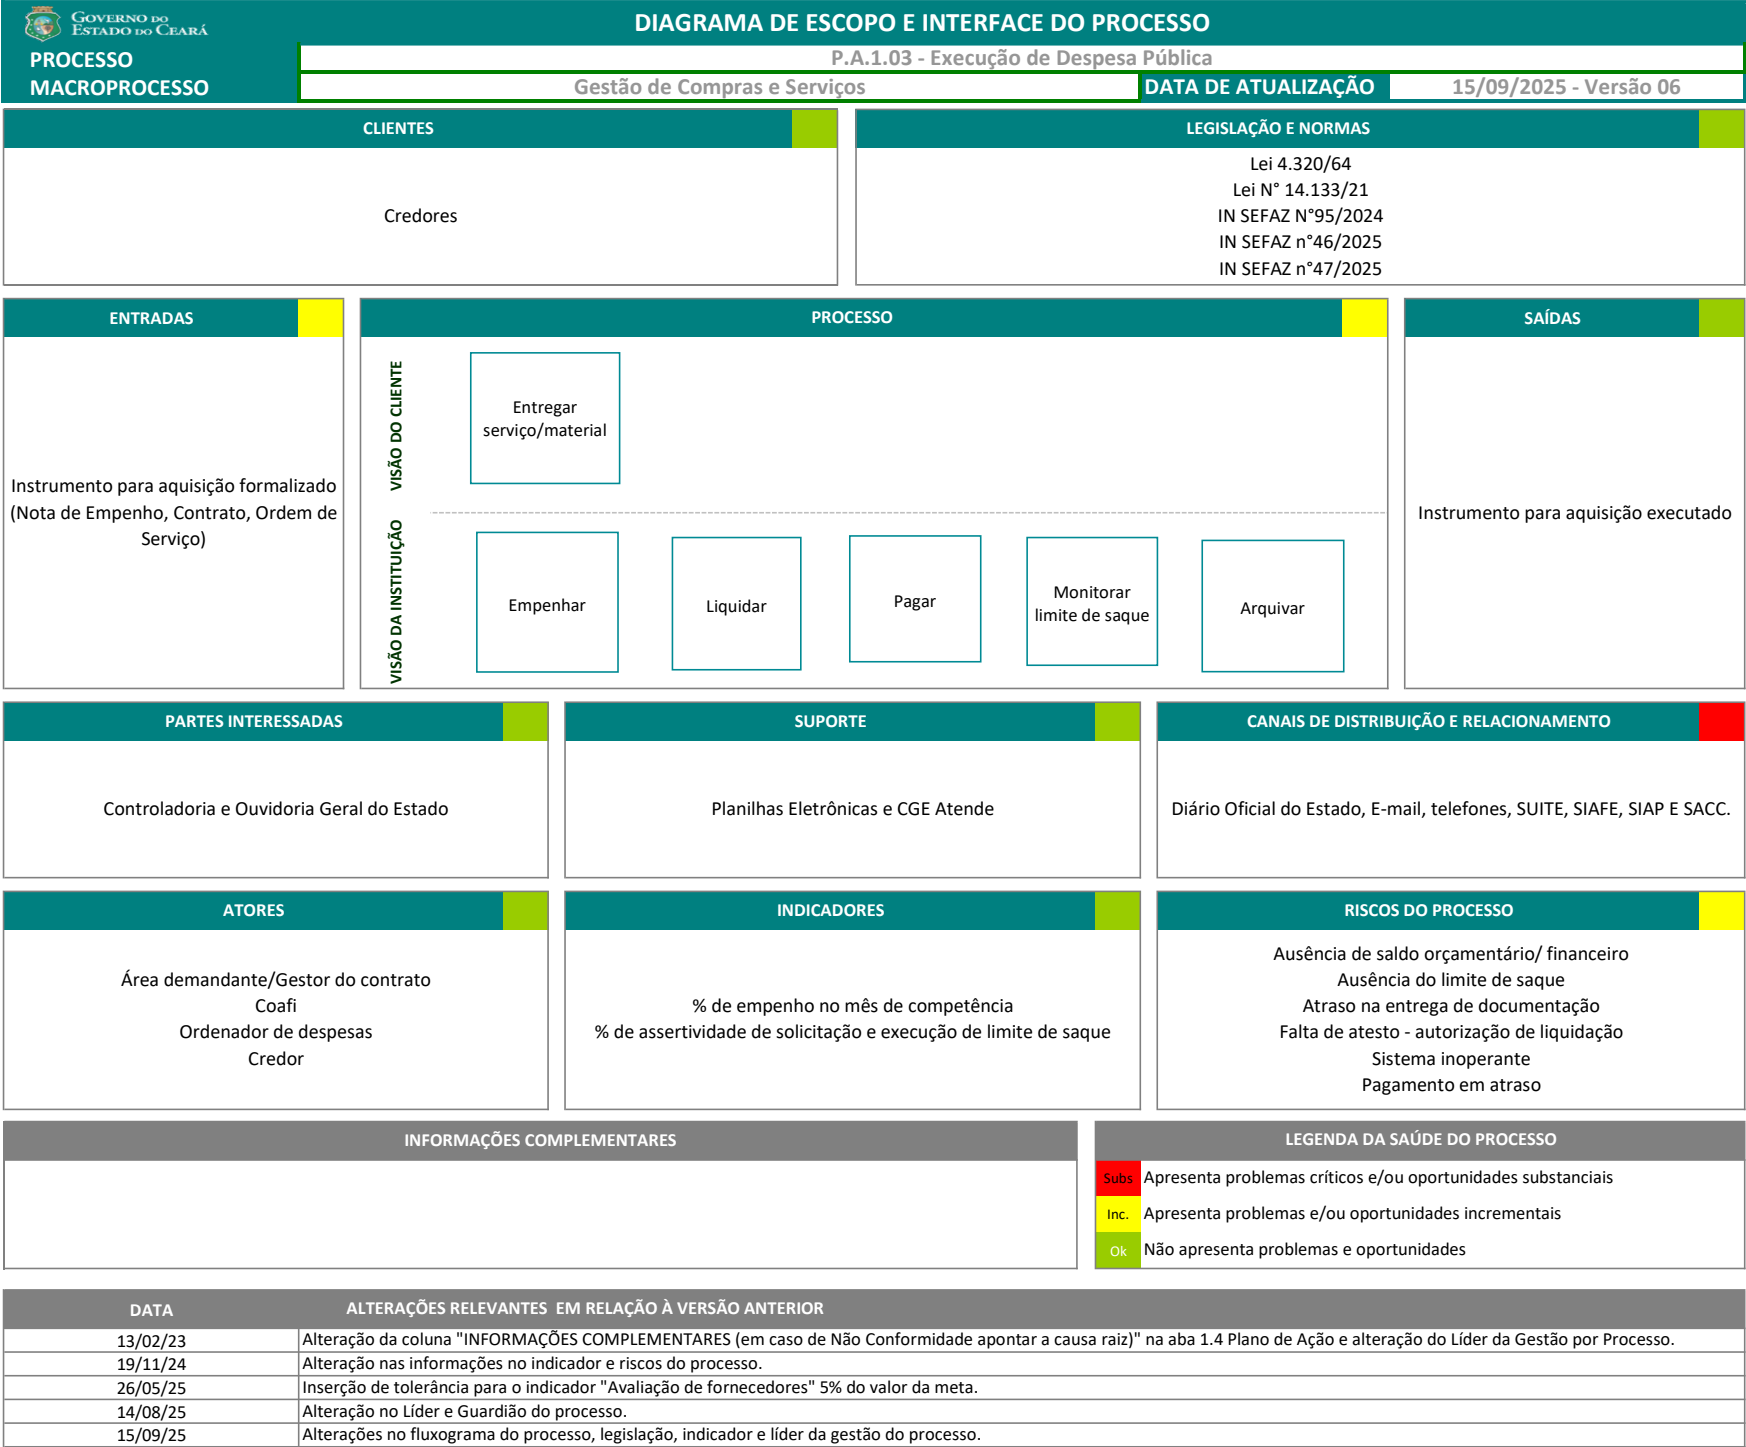 GOVERNO DO
ESTADO DO CEARÁ
DIAGRAMA DE ESCOPO E INTERFACE DO PROCESSO
PROCESSO
P.A.1.03 - Execução de Despesa Pública
MACROPROCESSO
Gestão de Compras e Serviços
DATA DE ATUALIZAÇÃO
15/09/2025 - Versão 06
CLIENTES
Credores
LEGISLAÇÃO E NORMAS
Lei 4.320/64
Lei N° 14.133/21
IN SEFAZ N°95/2024
IN SEFAZ n°46/2025
IN SEFAZ n°47/2025
ENTRADAS
Instrumento para aquisição formalizado
(Nota de Empenho, Contrato, Ordem de
Serviço)
PROCESSO
VISÃO DO CLIENTE
Entregar
serviço/material
VISÃO DA INSTITUIÇÃO
Empenhar
Liquidar
Pagar
Monitorar
limite de saque
Arquivar
SAÍDAS
Instrumento para aquisição executado
PARTES INTERESSADAS
Controladoria e Ouvidoria Geral do Estado
SUPORTE
Planilhas Eletrônicas e CGE Atende
CANAIS DE DISTRIBUIÇÃO E RELACIONAMENTO
Diário Oficial do Estado, E-mail, telefones, SUITE, SIAFE, SIAP E SACC.
ATORES
Área demandante/Gestor do contrato
Coafi
Ordenador de despesas
Credor
INDICADORES
% de empenho no mês de competência
% de assertividade de solicitação e execução de limite de saque
RISCOS DO PROCESSO
Ausência de saldo orçamentário/ financeiro
Ausência do limite de saque
Atraso na entrega de documentação
Falta de atesto - autorização de liquidação
Sistema inoperante
Pagamento em atraso
INFORMAÇÕES COMPLEMENTARES
LEGENDA DA SAÚDE DO PROCESSO
Subs Apresenta problemas críticos e/ou oportunidades substanciais
Inc. Apresenta problemas e/ou oportunidades incrementais
Ok Não apresenta problemas e oportunidades
DATA ALTERAÇÕES RELEVANTES EM RELAÇÃO À VERSÃO ANTERIOR
13/02/23 Alteração da coluna "INFORMAÇÕES COMPLEMENTARES (em caso de Não Conformidade apontar a causa raiz)" na aba 1.4 Plano de Ação e alteração do Líder da Gestão por Processo.
19/11/24 Alteração nas informações no indicador e riscos do processo.
26/05/25 Inserção de tolerância para o indicador "Avaliação de fornecedores" 5% do valor da meta.
14/08/25 Alteração no Líder e Guardião do processo.
15/09/25 Alterações no fluxograma do processo, legislação, indicador e líder da gestão do processo.